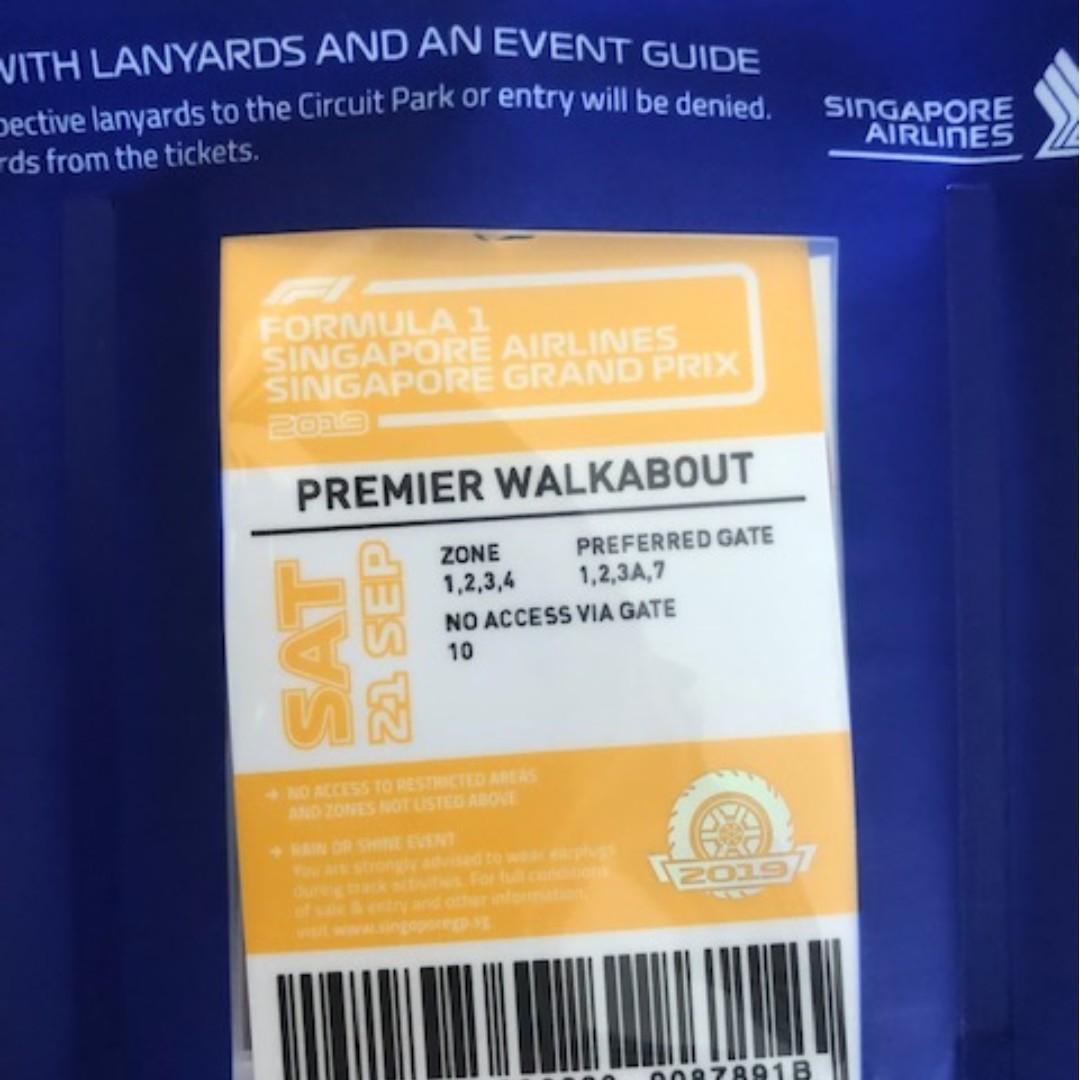 WITH LANYARDS AND AN EVENT GUIDE
lanyards to the Circuit Park or entry will be denied.
from the tickets.
SINGAPORE
AIRLINES
F1
FORMULA 1
SINGAPORE AIRLINES
SINGAPORE GRAND PRIX
2019
PREMIER WALKABOUT
SAT
21 SEP
ZONE
1,2,3,4
PREFERRED GATE
1,2,3A,7
NO ACCESS VIA GATE
10
→ NO ACCESS TO RESTRICTED AREAS
AND ZONES NOT LISTED ABOVE
→ RAIN OR SHINE EVENT
You are strongly advised to wear earplugs
during track activities. For full conditions
of sale & entry and other information,
visit www.singaporegp.sg
2019
0087891B